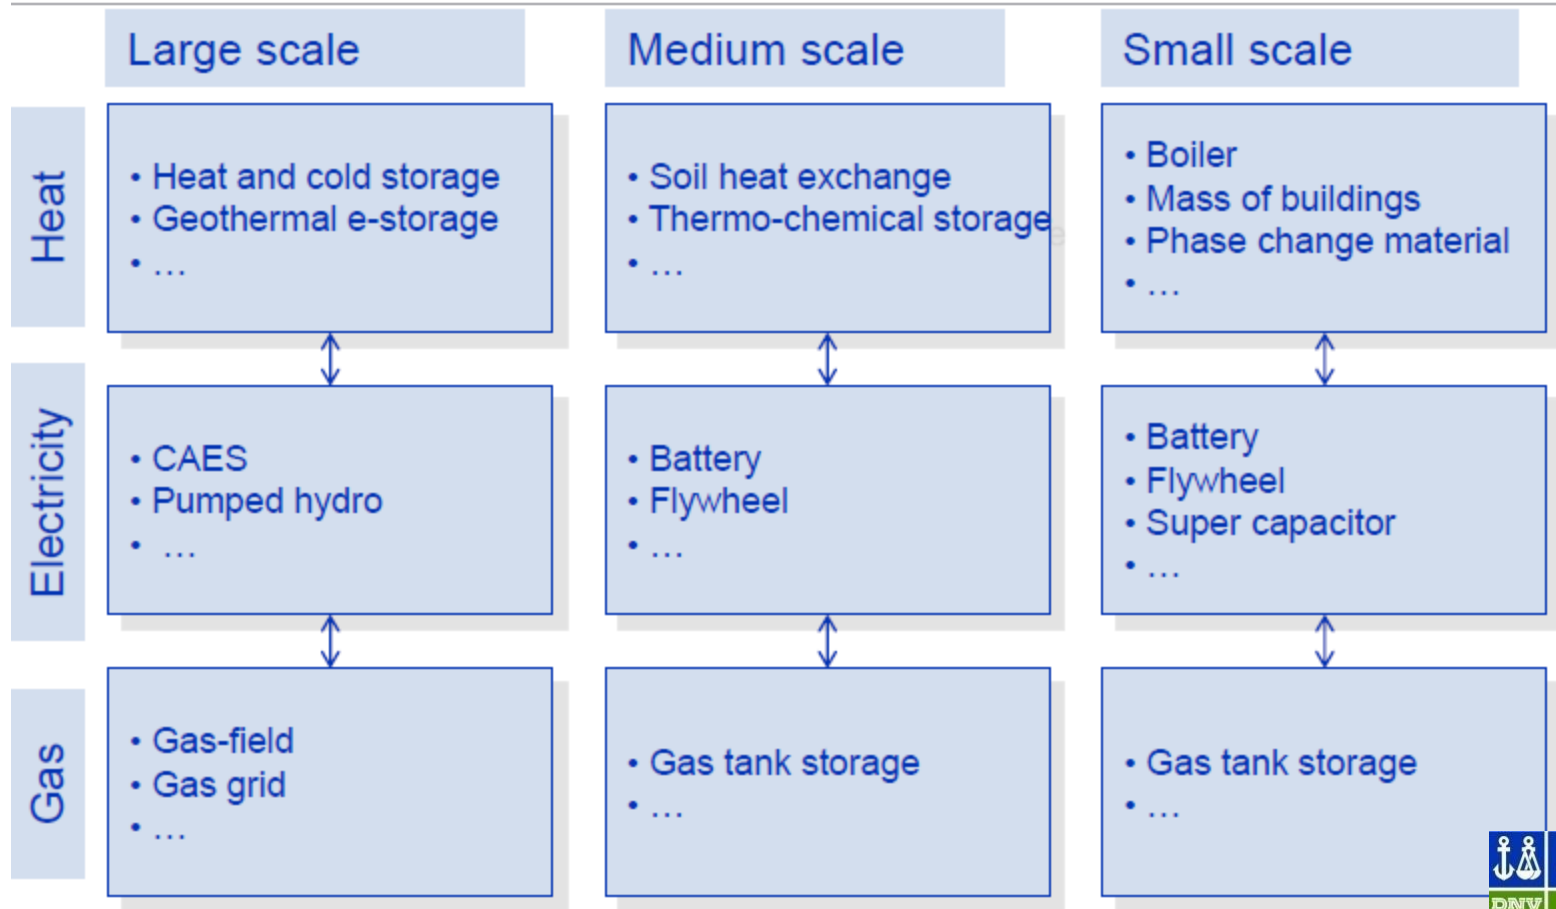 Large scale
Medium scale
Small scale
Heat
• Heat and cold storage
• Geothermal e-storage
• ...
• Soil heat exchange
• Thermo-chemical storage
• ...
• Boiler
• Mass of buildings
• Phase change material
• ...
Electricity
• CAES
• Pumped hydro
• ...
• Battery
• Flywheel
• ...
• Battery
• Flywheel
• Super capacitor
• ...
Gas
• Gas-field
• Gas grid
• ...
• Gas tank storage
• ...
• Gas tank storage
• ...
DNV